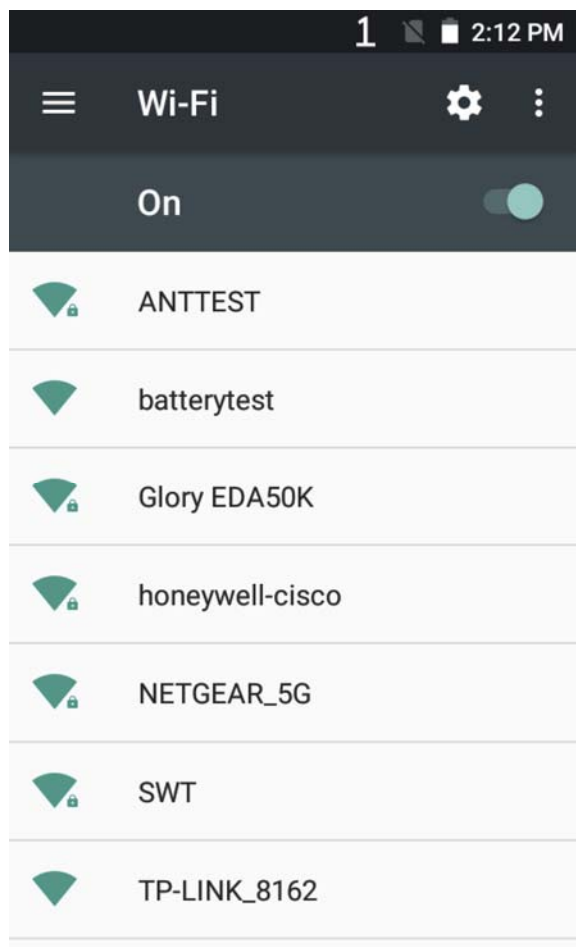 1 2:12 PM
Wi-Fi
On
ANTTEST
batterytest
Glory EDA50K
honeywell-cisco
NETGEAR_5G
SWT
TP-LINK_8162